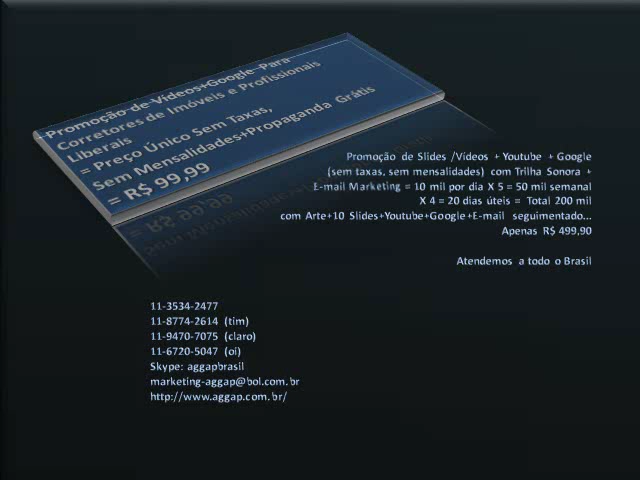 Promoção de Vídeos+Google Para
Corretores de Imóveis e Profissionais
Liberais
= Preço Único Sem Taxas,
Sem Mensalidades+Propaganda Grátis
= R$ 99,99
Promoção de Slides /Vídeos + Youtube + Google
(sem taxas, sem mensalidades) com Trilha Sonora +
E-mail Marketing = 10 mil por dia X 5 = 50 mil semanal
X 4 = 20 dias úteis = Total 200 mil
com Arte+10 Slides+Youtube+Google+E-mail seguimentado...
Apenas R$ 499,90
Atendemos a todo o Brasil
11-3534-2477
11-8774-2614 (tim)
11-9470-7075 (claro)
11-6720-5047 (oi)
Skype: aggapbrasil
marketing-aggap@bol.com.br
http://www.aggap.com.br/